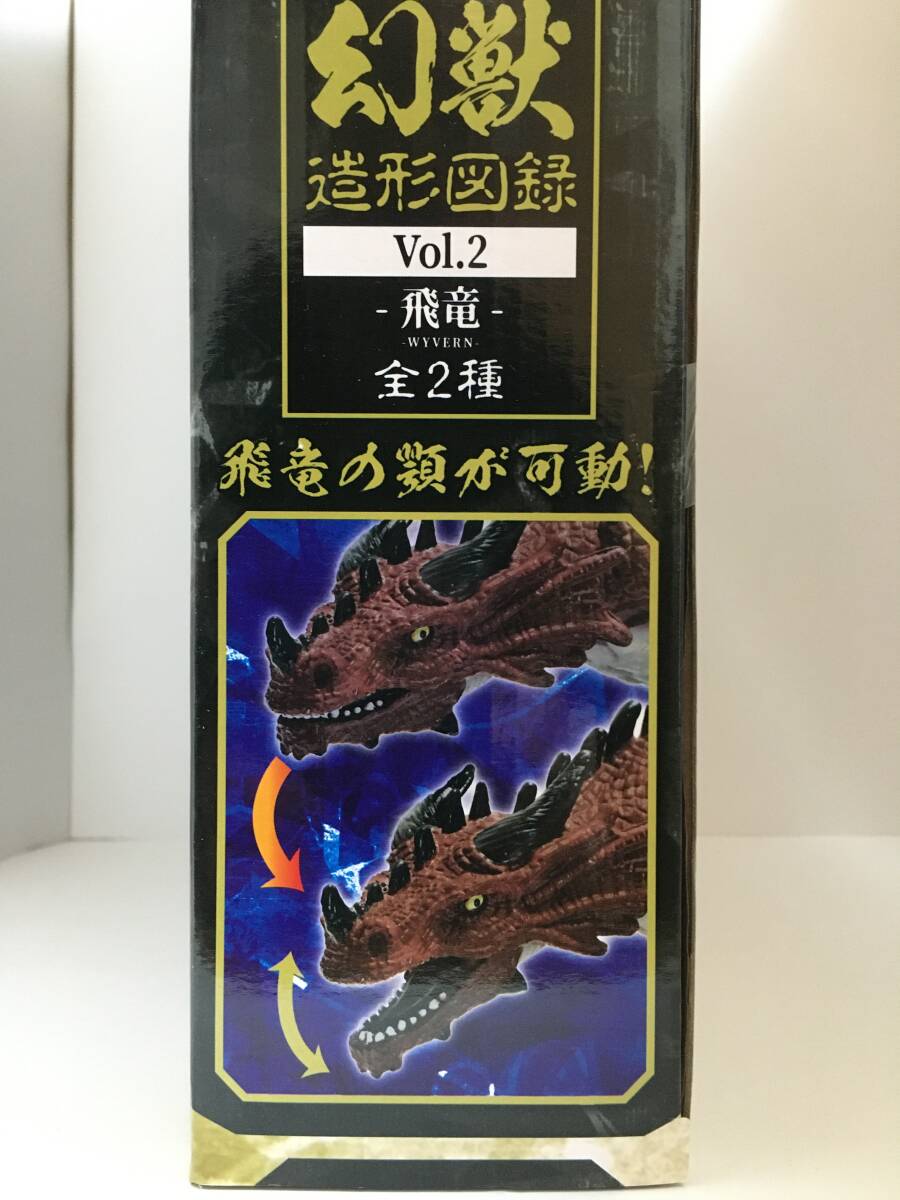 幻獣
造形図録
Vol.2
-飛竜-
-WYVERN-
全2種
飛竜の顎が可動!